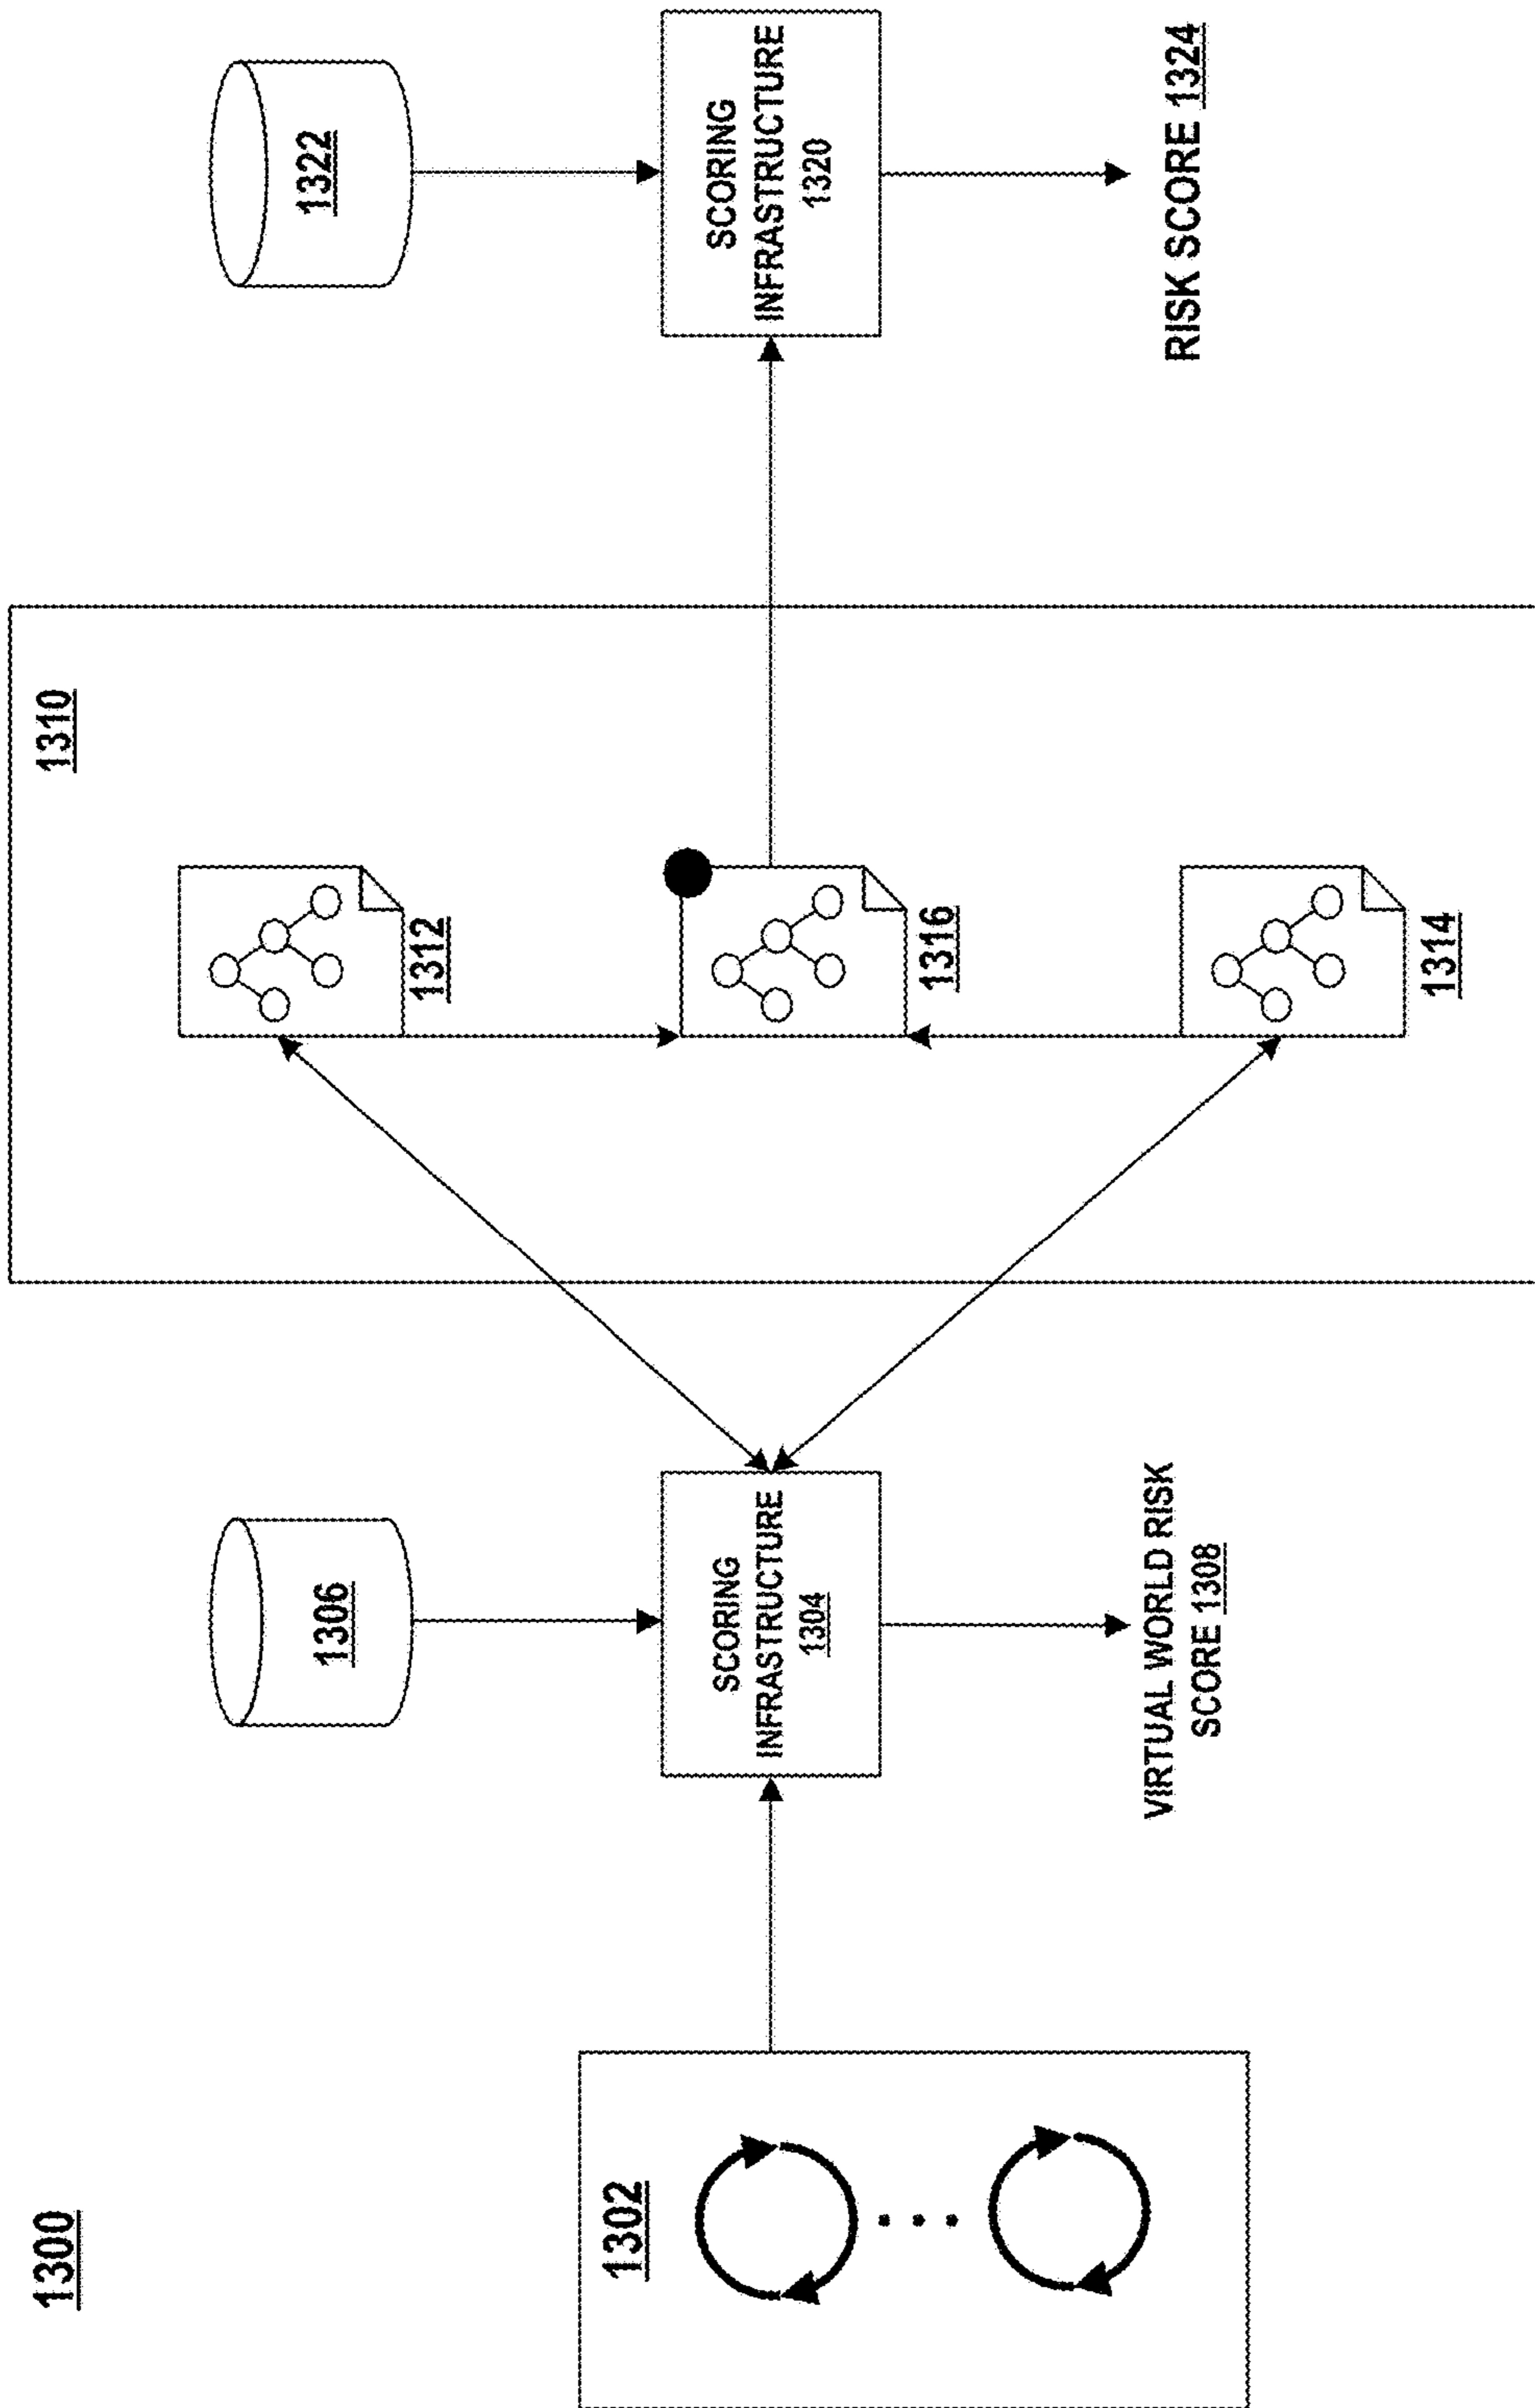 1300
1302
1306
SCORING
INFRASTRUCTURE
1304
VIRTUAL WORLD RISK
SCORE 1308
1310
1312
1316
1314
1322
SCORING
INFRASTRUCTURE
1320
RISK SCORE 1324